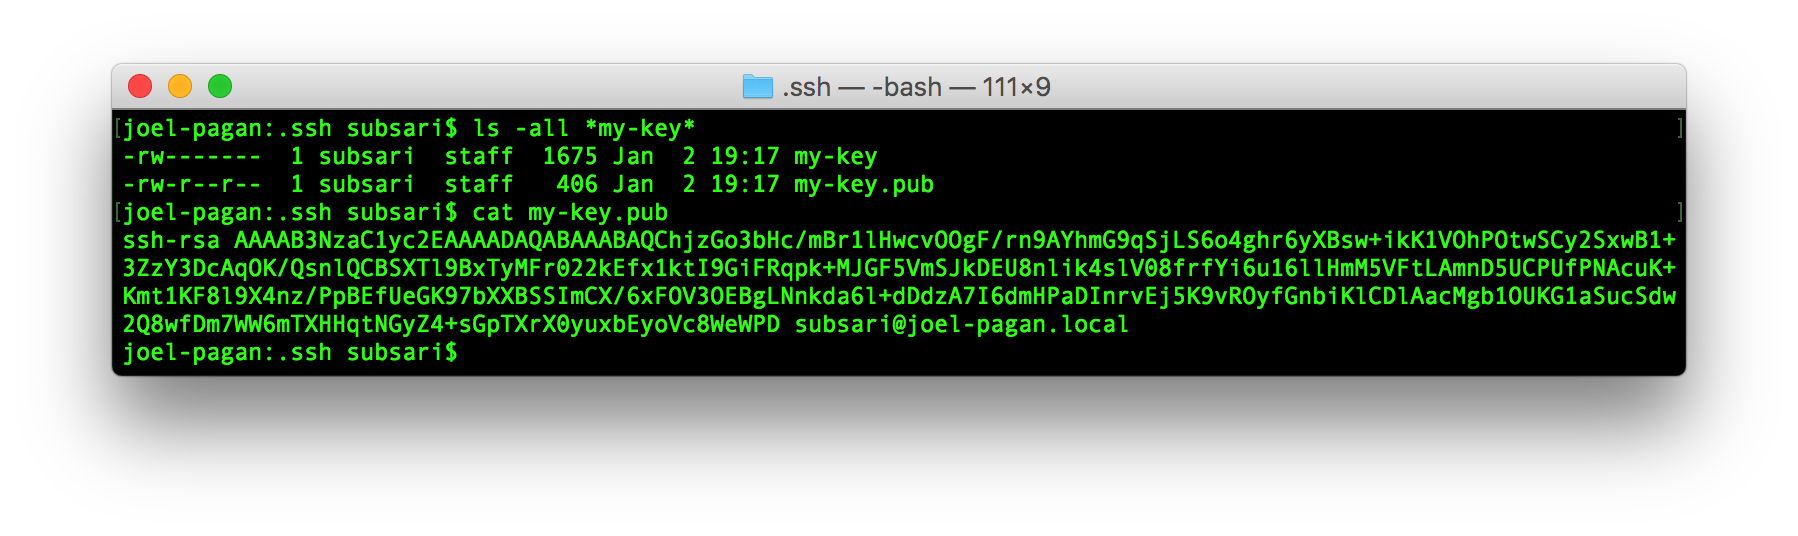 .ssh — -bash — 111×9
[joel-pagan:.ssh subsari$ ls -all *my-key* ]
-rw-------  1 subsari  staff  1675 Jan  2 19:17 my-key
-rw-r--r--  1 subsari  staff   406 Jan  2 19:17 my-key.pub
[joel-pagan:.ssh subsari$ cat my-key.pub ]
ssh-rsa AAAAB3NzaC1yc2EAAAADAQABAAABAQChjzGo3bHc/mBr1lHwcvOOgF/rn9AYhmG9qSjLS6o4ghr6yXBsw+ikK1VOhPOtwSCy2SxwB1+
3ZzY3DcAqOK/QsnlQCBSXTl9BxTyMFr022kEfx1ktI9GiFRqpk+MJGF5VmSJkDEU8nlik4slV08frfYi6u16llHmM5VFtLAmnD5UCPUfPNAcuK+
Kmt1KF8l9X4nz/PpBEfUeGK97bXXBSSImCX/6xFOV3OEBgLNnkda6l+dDdzA7I6dmHPaDInrvEj5K9vROyfGnbiKlCDlAacMgb1OUKG1aSucSdw
2Q8wfDm7WW6mTXHHqtNGyZ4+sGpTXrX0yuxbEyoVc8WeWPD subsari@joel-pagan.local
joel-pagan:.ssh subsari$